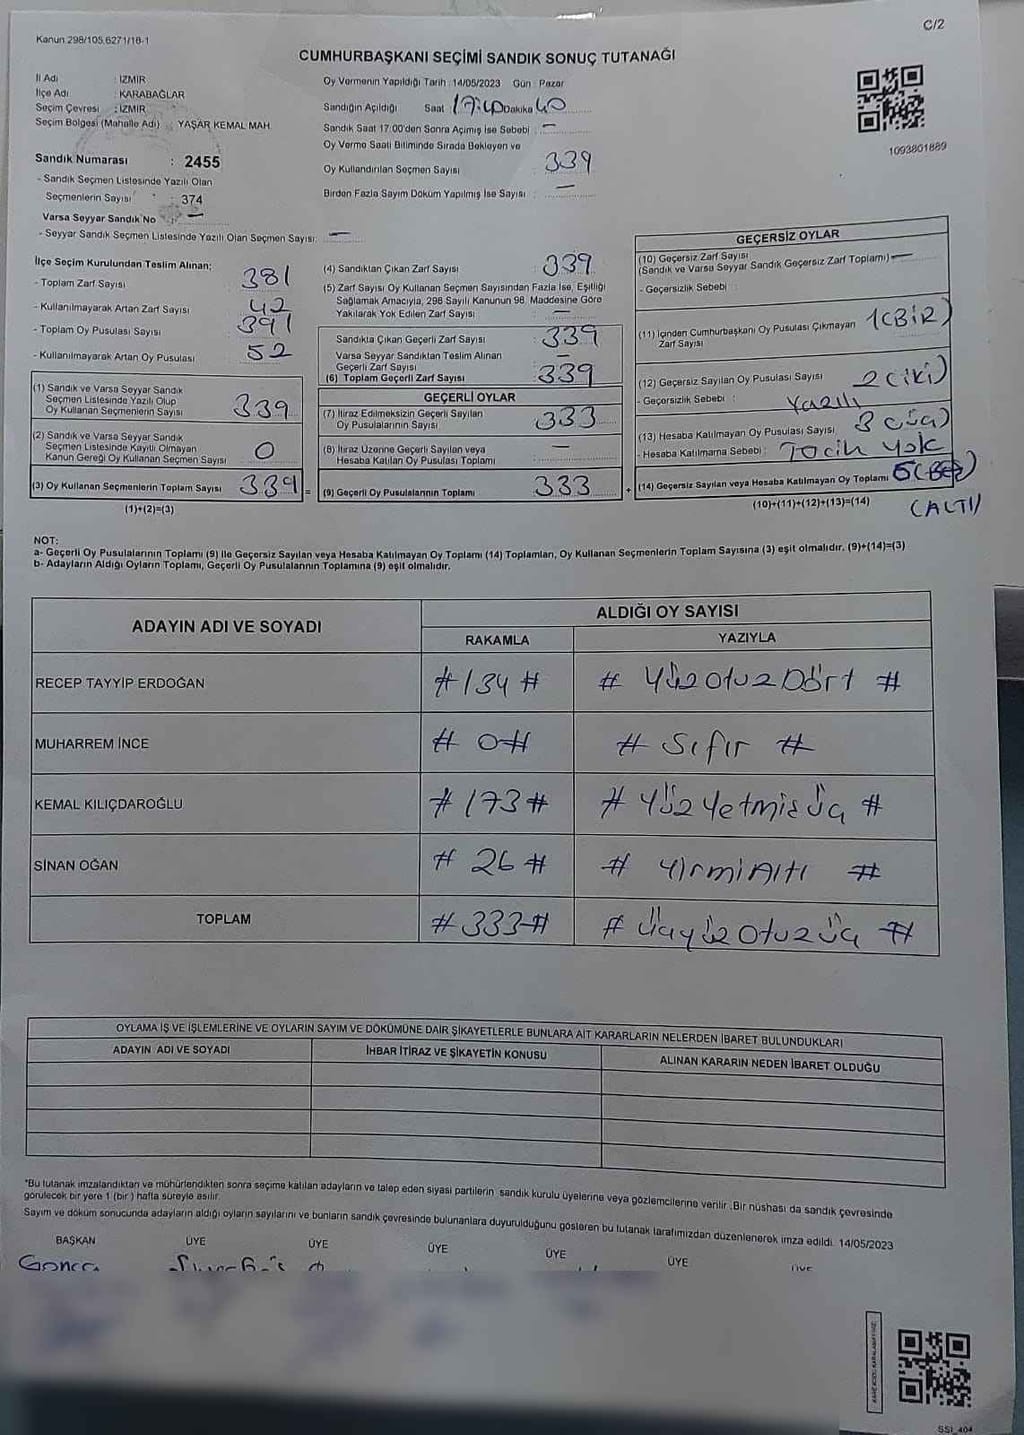 C/2
Kanun 298/105.6271/16-1
CUMHURBAŞKANI SEÇİMİ SANDIK SONUÇ TUTANAĞI
İl Adı : İZMİR
İlçe Adı : KARABAĞLAR
Seçim Çevresi : İZMİR
Seçim Bölgesi (Mahalle Adı) YAŞAR KEMAL MAH.
Sandık Numarası : 2455
- Sandık Seçmen Listesinde Yazılı Olan
Seçmenlerin Sayısı : 374
Varsa Seyyar Sandık No —
- Seyyar Sandık Seçmen Listesinde Yazılı Olan Seçmen Sayısı: —
Oy Vermenin Yapıldığı Tarih : 14/05/2023 Gün : Pazar
Sandığın Açıldığı Saat 17:40 Dakika 40
Sandık Saat 17:00'den Sonra Açılmış İse Sebebi —
Oy Verme Saati Bitiminde Sırada Bekleyen ve
Oy Kullandırılan Seçmen Sayısı : 339
Birden Fazla Sayım Döküm Yapılmış İse Sayısı : —
1093801889
İlçe Seçim Kurulundan Teslim Alınan:
- Toplam Zarf Sayısı : 381
- Kullanılmayarak Artan Zarf Sayısı : 42
- Toplam Oy Pusulası Sayısı : 391
- Kullanılmayarak Artan Oy Pusulası : 52
(1) Sandık ve Varsa Seyyar Sandık
Seçmen Listesinde Yazılı Olup
Oy Kullanan Seçmenlerin Sayısı : 339
(2) Sandık ve Varsa Seyyar Sandık
Seçmen Listesinde Kayıtlı Olmayan
Kanun Gereği Oy Kullanan Seçmen Sayısı : 0
(3) Oy Kullanan Seçmenlerin Toplam Sayısı : 339 =
(1)+(2)=(3)
(4) Sandıktan Çıkan Zarf Sayısı : 339
(5) Zarf Sayısı Oy Kullanan Seçmen Sayısından Fazla İse, Eşitliği
Sağlamak Amacıyla, 298 Sayılı Kanunun 98. Maddesine Göre
Yakılarak Yok Edilen Zarf Sayısı : —
Sandıkta Çıkan Geçerli Zarf Sayısı : 339
Varsa Seyyar Sandıktan Teslim Alınan
Geçerli Zarf Sayısı : —
(6) Toplam Geçerli Zarf Sayısı : 339
GEÇERLİ OYLAR
(7) İtiraz Edilmeksizin Geçerli Sayılan
Oy Pusulalarının Sayısı : 333
(8) İtiraz Üzerine Geçerli Sayılan veya
Hesaba Katılan Oy Pusulası Toplamı : —
(9) Geçerli Oy Pusulalarının Toplamı : 333 +
GEÇERSİZ OYLAR
(10) Geçersiz Zarf Sayısı
(Sandık ve Varsa Seyyar Sandık Geçersiz Zarf Toplamı) —
- Geçersizlik Sebebi :
(11) İçinden Cumhurbaşkanı Oy Pusulası Çıkmayan 1 (BİR)
Zarf Sayısı
(12) Geçersiz Sayılan Oy Pusulası Sayısı 2 (iki)
- Geçersizlik Sebebi : Yazılı
(13) Hesaba Katılmayan Oy Pusulası Sayısı 3 (üç)
- Hesaba Katılmama Sebebi : Tocih yok
(14) Geçersiz Sayılan veya Hesaba Katılmayan Oy Toplamı
(10)+(11)+(12)+(13)=(14) (ALTI)
NOT:
a- Geçerli Oy Pusulalarının Toplamı (9) İle Geçersiz Sayılan veya Hesaba Katılmayan Oy Toplamı (14) Toplamları, Oy Kullanan Seçmenlerin Toplam Sayısına (3) eşit olmalıdır. (9)+(14)=(3)
b- Adayların Aldığı Oyların Toplamı, Geçerli Oy Pusulalarının Toplamına (9) eşit olmalıdır.
ADAYIN ADI VE SOYADI ALDIĞI OY SAYISI
RAKAMLA YAZIYLA
RECEP TAYYİP ERDOĞAN # 134 # # Yüz Otuz Dört #
MUHARREM İNCE # 0 # # Sıfır #
KEMAL KILIÇDAROĞLU # 173 # # Yüz Yetmiş üç #
SİNAN OĞAN # 26 # # Yirmi Altı #
TOPLAM # 333 # # Üçyüz Otuz üç #
OYLAMA İŞ VE İŞLEMLERİNE VE OYLARIN SAYIM VE DÖKÜMÜNE DAİR ŞİKAYETLERLE BUNLARA AİT KARARLARIN NELERDEN İBARET BULUNDUKLARI
ADAYIN ADI VE SOYADI İHBAR İTİRAZ VE ŞİKAYETİN KONUSU ALINAN KARARIN NEDEN İBARET OLDUĞU
*Bu tutanak imzalandıktan ve mühürlendikten sonra seçime katılan adayların ve talep eden siyasi partilerin sandık kurulu üyelerine veya gözlemcilerine verilir. Bir nüshası da sandık çevresinde
görülecek bir yere 1 (bir) hafta süreyle asılır.
Sayım ve döküm sonucunda adayların aldığı oyların sayılarını ve bunların sandık çevresinde bulunanlara duyurulduğunu gösteren bu tutanak tarafımızdan düzenlenerek imza edildi. 14/05/2023
BAŞKAN ÜYE ÜYE ÜYE ÜYE ÜYE ÜYE
SSI_404